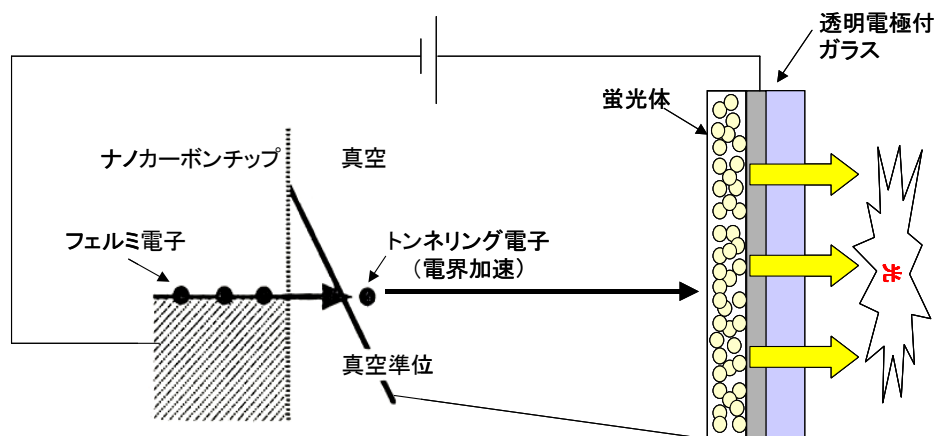 透明電極付
ガラス
蛍光体
ナノカーボンチップ
真空
フェルミ電子
トンネリング電子
（電界加速）
光
真空準位